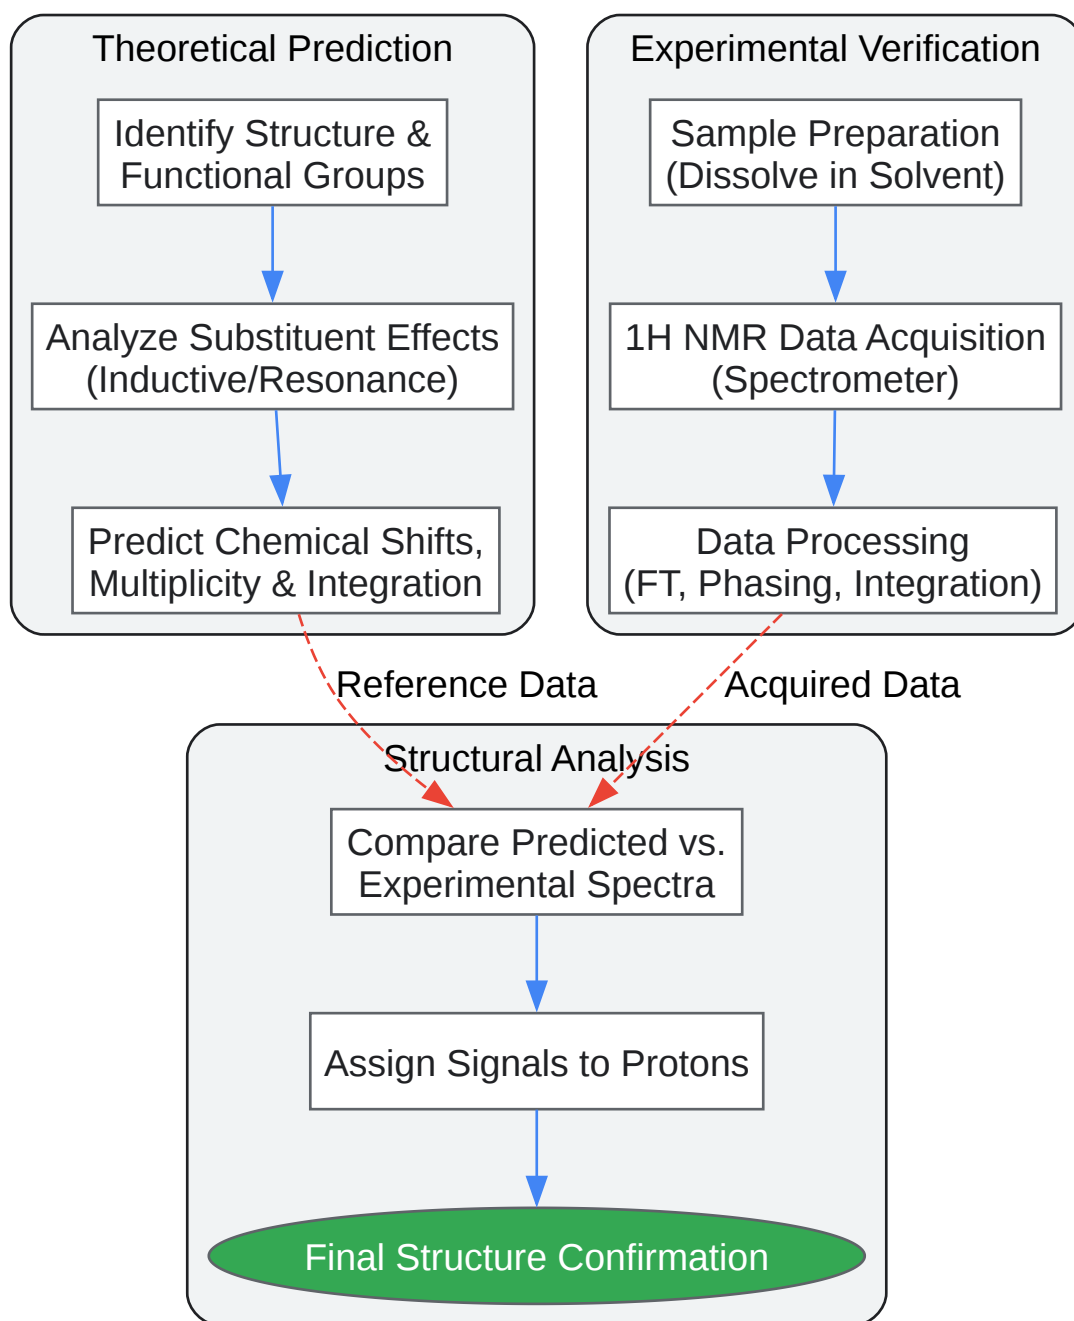 Theoretical Prediction
Identify Structure &
Functional Groups
Analyze Substituent Effects
(Inductive/Resonance)
Predict Chemical Shifts,
Multiplicity & Integration
Experimental Verification
Sample Preparation
(Dissolve in Solvent)
1H NMR Data Acquisition
(Spectrometer)
Data Processing
(FT, Phasing, Integration)
Reference Data
Acquired Data
Structural Analysis
Compare Predicted vs.
Experimental Spectra
Assign Signals to Protons
Final Structure Confirmation